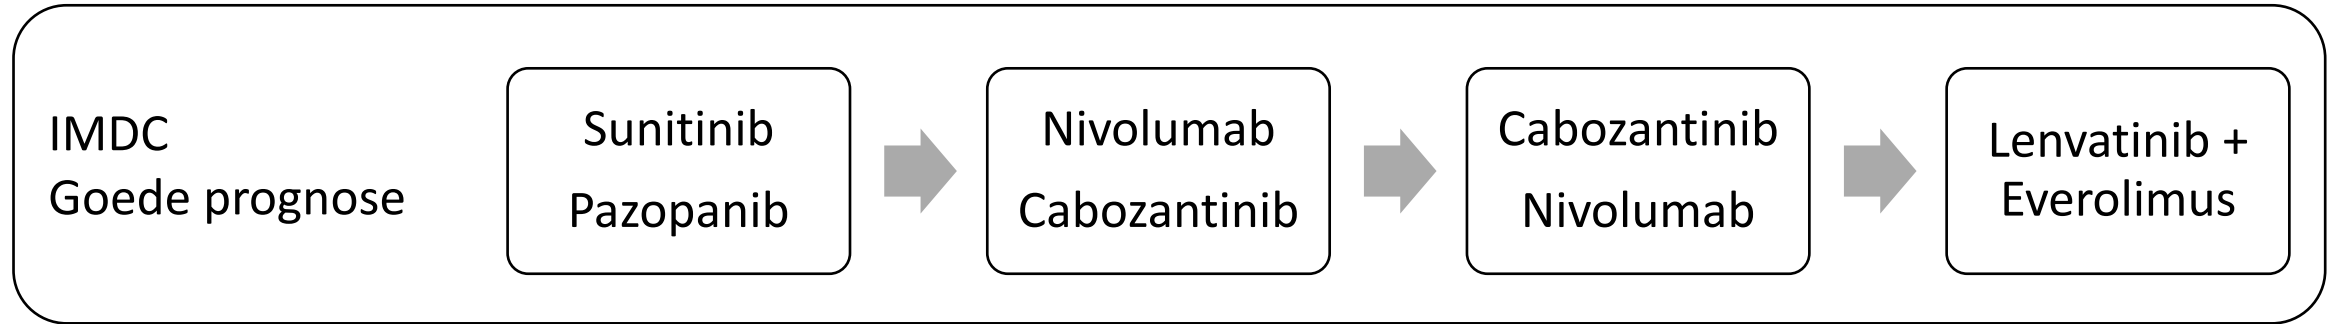 IMDC
Goede prognose
Sunitinib
Pazopanib
Nivolumab
Cabozantinib
Cabozantinib
Nivolumab
Lenvatinib +
Everolimus